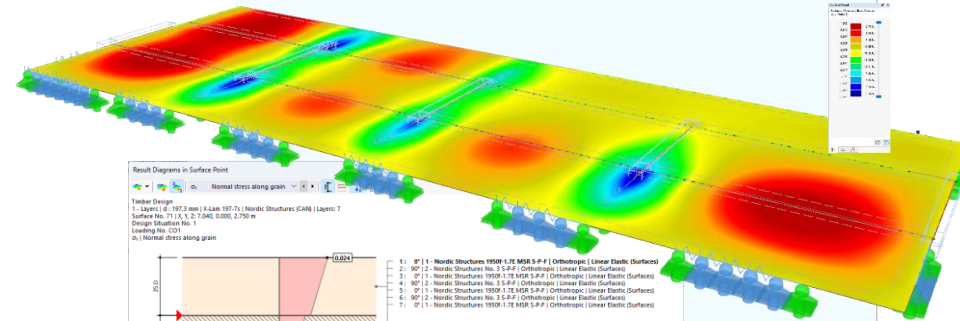 Result Diagrams in Surface Point
σₓ Normal stress along grain
Timber Design
1 - Layers | d : 197.3 mm | X-Lam 197-7s | Nordic Structures (CAN) | Layers: 7
Surface No. 71 | X, Y, Z: 7.040, 0.000, 2.750 m
Design Situation No. 1
Loading No. CO1
σₓ | Normal stress along grain
0.024
35.0
1 : 0° | 1 - Nordic Structures 1950f-1.7E MSR S-P-F | Orthotropic | Linear Elastic (Surfaces)
2 : 90° | 2 - Nordic Structures No. 3 S-P-F | Orthotropic | Linear Elastic (Surfaces)
3 : 0° | 1 - Nordic Structures 1950f-1.7E MSR S-P-F | Orthotropic | Linear Elastic (Surfaces)
4 : 90° | 2 - Nordic Structures No. 3 S-P-F | Orthotropic | Linear Elastic (Surfaces)
5 : 0° | 1 - Nordic Structures 1950f-1.7E MSR S-P-F | Orthotropic | Linear Elastic (Surfaces)
6 : 90° | 2 - Nordic Structures No. 3 S-P-F | Orthotropic | Linear Elastic (Surfaces)
7 : 0° | 1 - Nordic Structures 1950f-1.7E MSR S-P-F | Orthotropic | Linear Elastic (Surfaces)